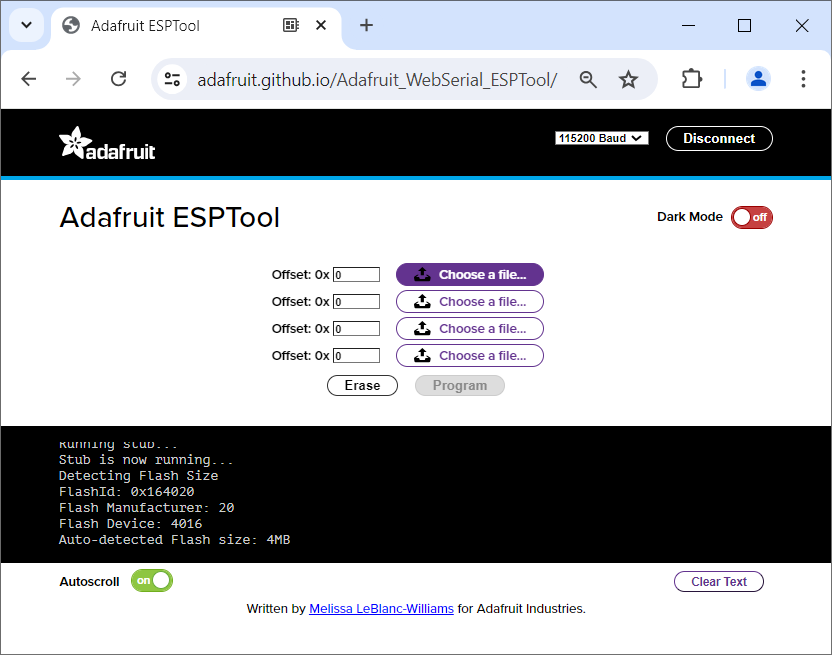 Adafruit ESPTool
adafruit.github.io/Adafruit_WebSerial_ESPTool/
adafruit
115200 Baud
Disconnect
Adafruit ESPTool
Dark Mode off
Offset: 0x 0 Choose a file...
Offset: 0x 0 Choose a file...
Offset: 0x 0 Choose a file...
Offset: 0x 0 Choose a file...
Erase Program
Running stub...
Stub is now running...
Detecting Flash Size
FlashId: 0x164020
Flash Manufacturer: 20
Flash Device: 4016
Auto-detected Flash size: 4MB
Autoscroll on
Clear Text
Written by Melissa LeBlanc-Williams for Adafruit Industries.